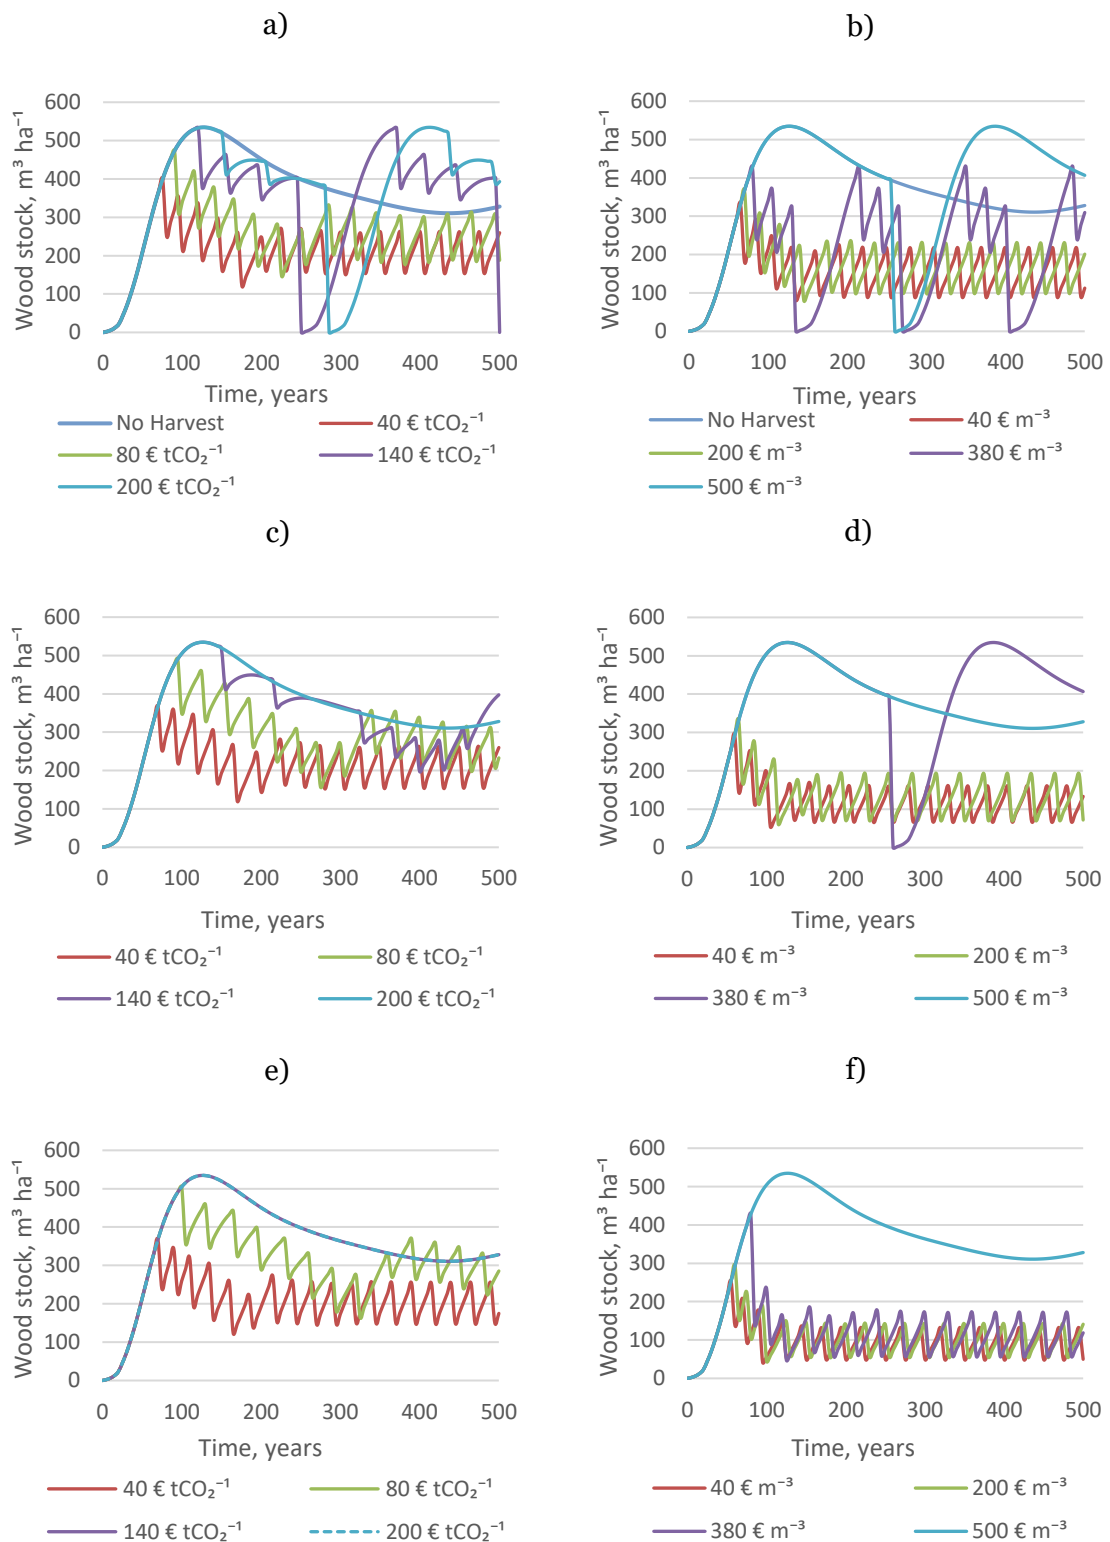 a)
Wood stock, m³ ha⁻¹
600
500
400
300
200
100
0
0 100 200 300 400 500
Time, years
No Harvest
40 € tCO₂⁻¹
80 € tCO₂⁻¹
140 € tCO₂⁻¹
200 € tCO₂⁻¹
b)
Wood stock, m³ ha⁻¹
600
500
400
300
200
100
0
0 100 200 300 400 500
Time, years
No Harvest
40 € m⁻³
200 € m⁻³
380 € m⁻³
500 € m⁻³
c)
Wood stock, m³ ha⁻¹
600
500
400
300
200
100
0
0 100 200 300 400 500
Time, years
40 € tCO₂⁻¹
80 € tCO₂⁻¹
140 € tCO₂⁻¹
200 € tCO₂⁻¹
d)
Wood stock, m³ ha⁻¹
600
500
400
300
200
100
0
0 100 200 300 400 500
Time, years
40 € m⁻³
200 € m⁻³
380 € m⁻³
500 € m⁻³
e)
Wood stock, m³ ha⁻¹
600
500
400
300
200
100
0
0 100 200 300 400 500
Time, years
40 € tCO₂⁻¹
80 € tCO₂⁻¹
140 € tCO₂⁻¹
200 € tCO₂⁻¹
f)
Wood stock, m³ ha⁻¹
600
500
400
300
200
100
0
0 100 200 300 400 500
Time, years
40 € m⁻³
200 € m⁻³
380 € m⁻³
500 € m⁻³